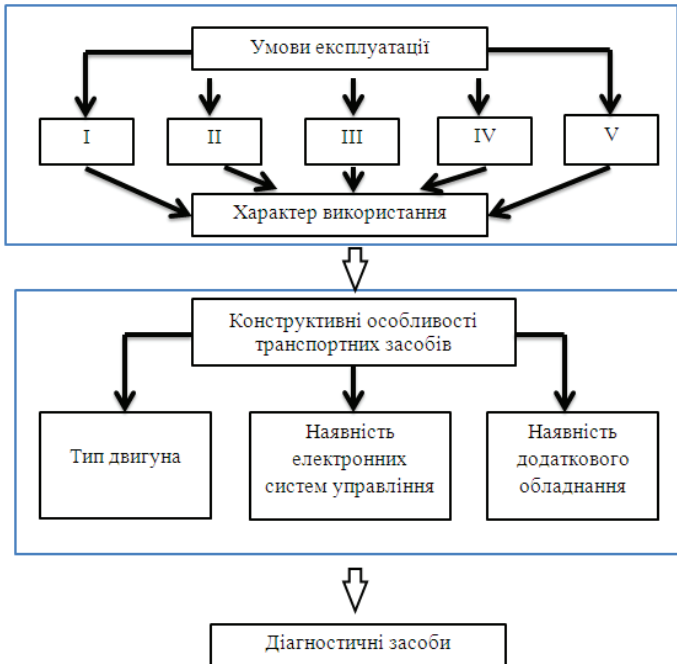 Умови експлуатації
I
II
III
IV
V
Характер використання
Конструктивні особливості
транспортних засобів
Тип двигуна
Наявність
електронних
систем управління
Наявність
додаткового
обладнання
Діагностичні засоби